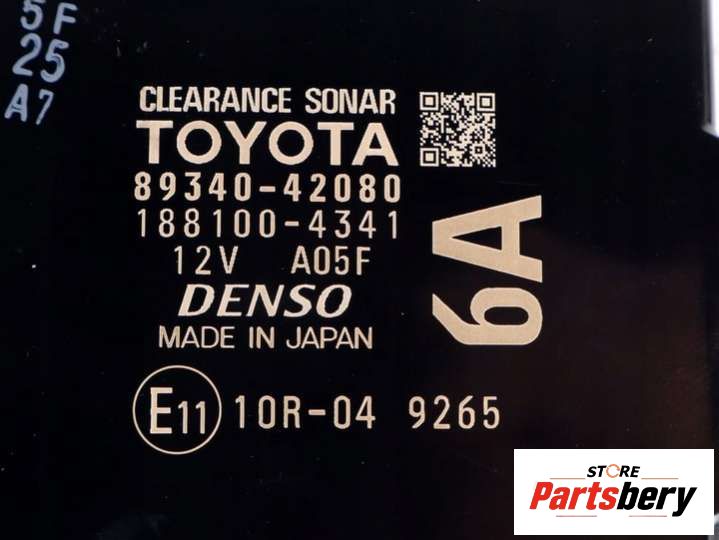 5F
25
A7
CLEARANCE SONAR
TOYOTA
89340-42080
188100-4341
12V A05F
DENSO
MADE IN JAPAN
6A
E11 10R-04 9265
STORE
Partsbery